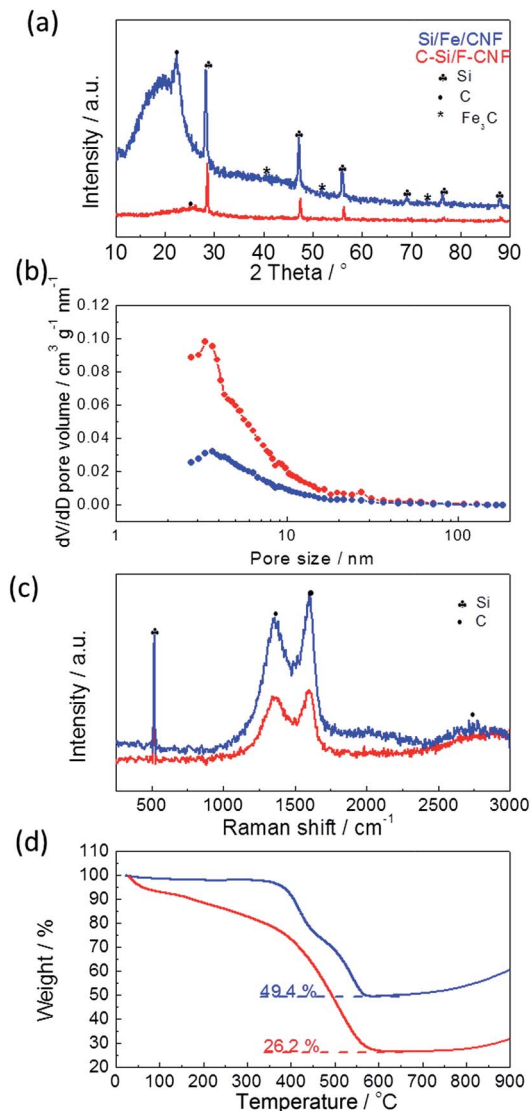 (a)
Si/Fe/CNF
C-Si/F-CNF
♣ Si
• C
* Fe₃C
♣
*
Intensity / a.u.
10 20 30 40 50 60 70 80 90
2 Theta / °
(b)
dV/dD pore volume / cm³ g⁻¹ nm⁻¹
0.12
0.10
0.08
0.06
0.04
0.02
0.00
1 10 100
Pore size / nm
(c)
♣ Si
• C
Intensity / a.u.
500 1000 1500 2000 2500 3000
Raman shift / cm⁻¹
(d)
Weight / %
110
100
90
80
70
60
50
40
30
20
49.4 %
26.2 %
0 100 200 300 400 500 600 700 800 900
Temperature / °C